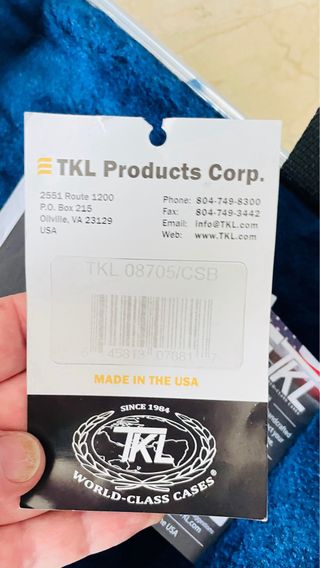 TKL Products Corp.
2551 Route 1200
P.O. Box 215
Oilville, VA 23129
USA
Phone: 804-749-8300
Fax: 804-749-3442
Email: info@TKL.com
Web: www.TKL.com
TKL 08705/CSB
MADE IN THE USA
SINCE 1984
TKL
WORLD-CLASS CASES®
TKL